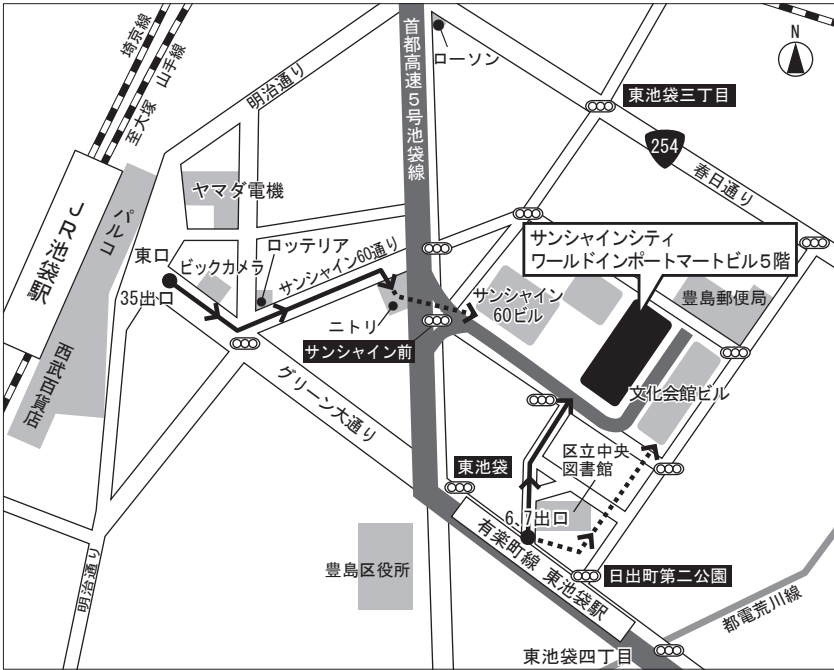 埼京線
山手線
至大塚
明治通り
首都高速5号池袋線
ローソン
N
東池袋三丁目
254
春日通り
JR池袋駅
パルコ
ヤマダ電機
東口
35出口
ビックカメラ
ロッテリア
サンシャイン60通り
サンシャインシティ
ワールドインポートマートビル5階
サンシャイン
60ビル
豊島郵便局
ニトリ
サンシャイン前
西武百貨店
グリーン大通り
文化会館ビル
東池袋
区立中央
図書館
6、7出口
有楽町線 東池袋駅
豊島区役所
日出町第二公園
明治通り
都電荒川線
東池袋四丁目